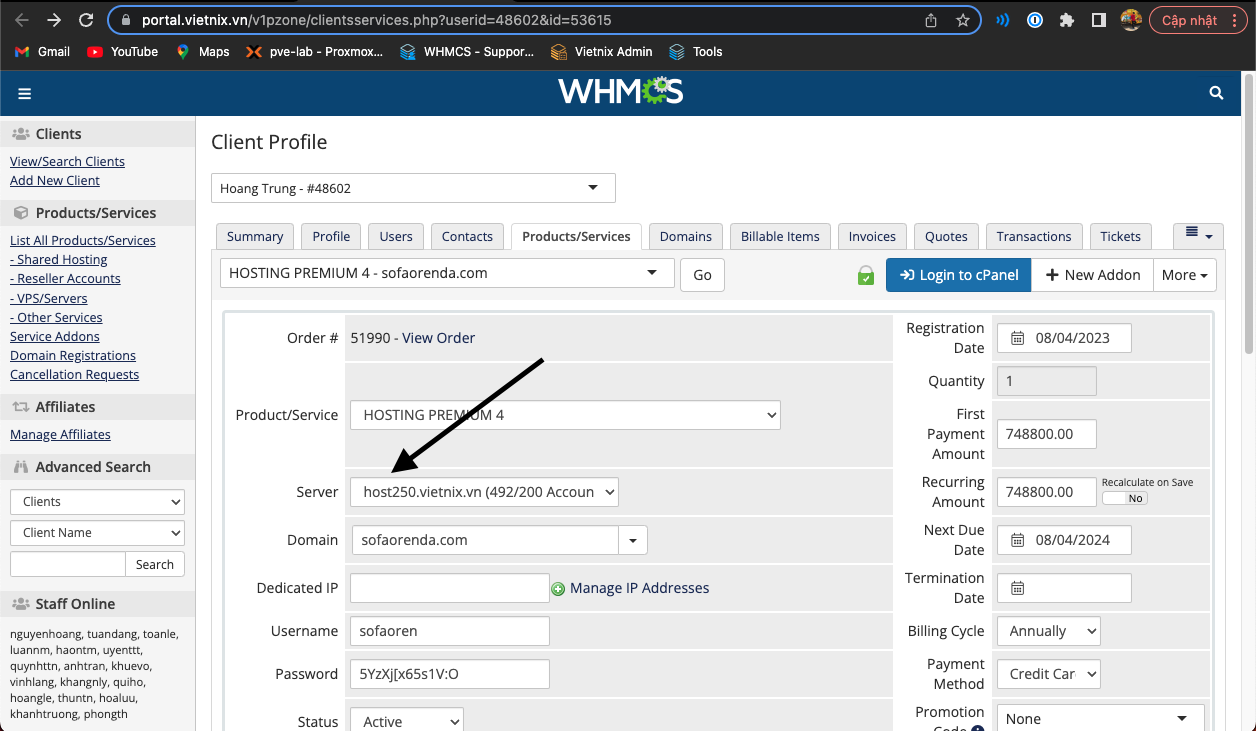 portal.vietnix.vn/v1pzone/clientsservices.php?userid=48602&id=53615
Cập nhật
Gmail YouTube Maps pve-lab - Proxmox... WHMCS - Suppor... Vietnix Admin Tools
WHMCS
Clients
View/Search Clients
Add New Client
Products/Services
List All Products/Services
- Shared Hosting
- Reseller Accounts
- VPS/Servers
- Other Services
Service Addons
Domain Registrations
Cancellation Requests
Affiliates
Manage Affiliates
Advanced Search
Clients
Client Name
Search
Staff Online
nguyenhoang, tuandang, toanle,
luannm, haontm, uyenttt,
quynhttn, anhtran, khuevo,
vinhlang, khangnly, quiho,
hoangle, thuntn, hoaluu,
khanhtruong, phongth
Client Profile
Hoang Trung - #48602
Summary Profile Users Contacts Products/Services Domains Billable Items Invoices Quotes Transactions Tickets
HOSTING PREMIUM 4 - sofaorenda.com Go Login to cPanel New Addon More
Order # 51990 - View Order
Product/Service HOSTING PREMIUM 4
Server host250.vietnix.vn (492/200 Accoun
Domain sofaorenda.com
Dedicated IP Manage IP Addresses
Username sofaoren
Password 5YzXj[x65s1V:O
Status Active
Registration
Date 08/04/2023
Quantity 1
First
Payment
Amount 748800.00
Recurring
Amount 748800.00
Recalculate on Save
No
Next Due
Date 08/04/2024
Termination
Date
Billing Cycle Annually
Payment
Method Credit Car
Promotion
Code None